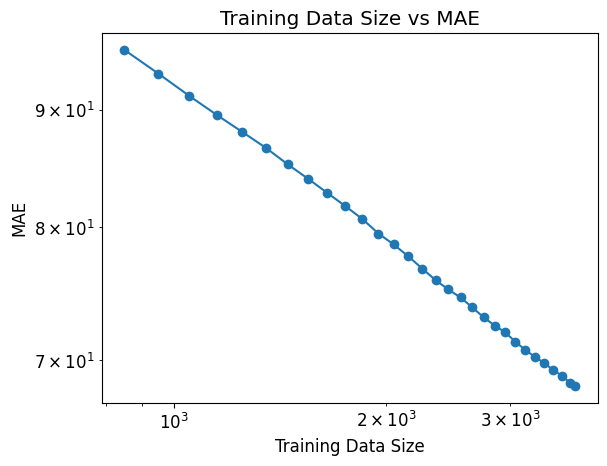 Training Data Size vs MAE
MAE
9 × 10¹
8 × 10¹
7 × 10¹
10³
2 × 10³
3 × 10³
Training Data Size